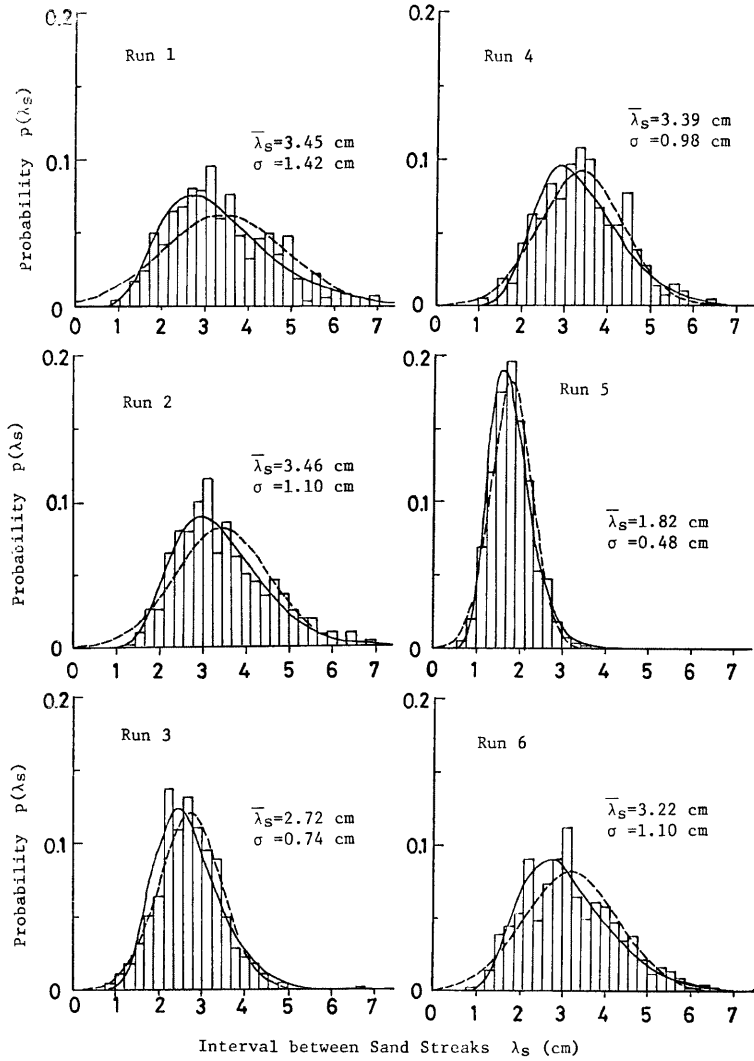 0.2
Run 1
λ̅s=3.45 cm
σ =1.42 cm
0.1
0
0 1 2 3 4 5 6 7
Probability p(λs)
0.2
Run 4
λ̅s=3.39 cm
σ =0.98 cm
0.1
0
0 1 2 3 4 5 6 7
0.2
Run 2
λ̅s=3.46 cm
σ =1.10 cm
0.1
0
0 1 2 3 4 5 6 7
Probability p(λs)
0.2
Run 5
λ̅s=1.82 cm
σ =0.48 cm
0.1
0
0 1 2 3 4 5 6 7
0.2
Run 3
λ̅s=2.72 cm
σ =0.74 cm
0.1
0
0 1 2 3 4 5 6 7
Probability p(λs)
0.2
Run 6
λ̅s=3.22 cm
σ =1.10 cm
0.1
0
0 1 2 3 4 5 6 7
Interval between Sand Streaks λs (cm)